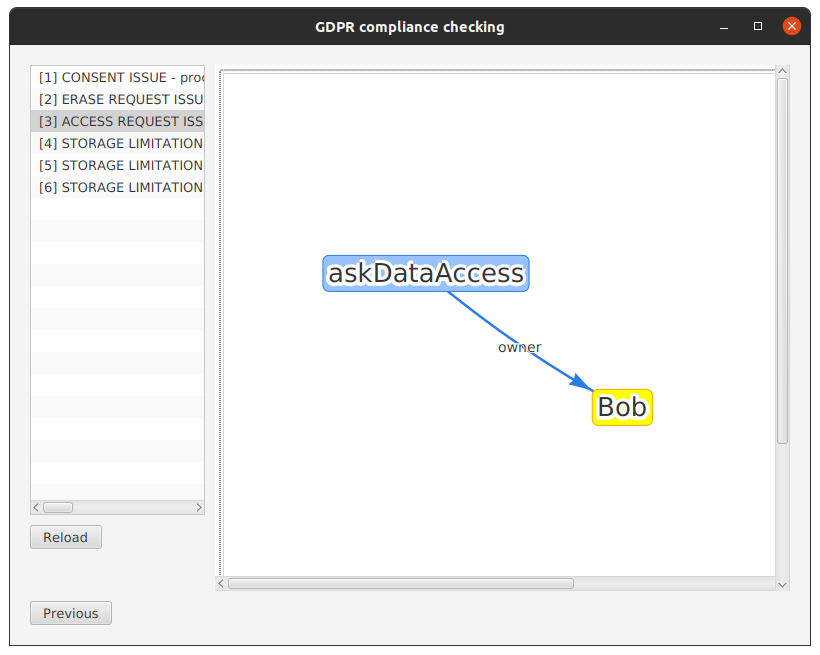 GDPR compliance checking
[1] CONSENT ISSUE - proc
[2] ERASE REQUEST ISSU
[3] ACCESS REQUEST ISS
[4] STORAGE LIMITATION
[5] STORAGE LIMITATION
[6] STORAGE LIMITATION
askDataAccess
owner
Bob
Reload
Previous